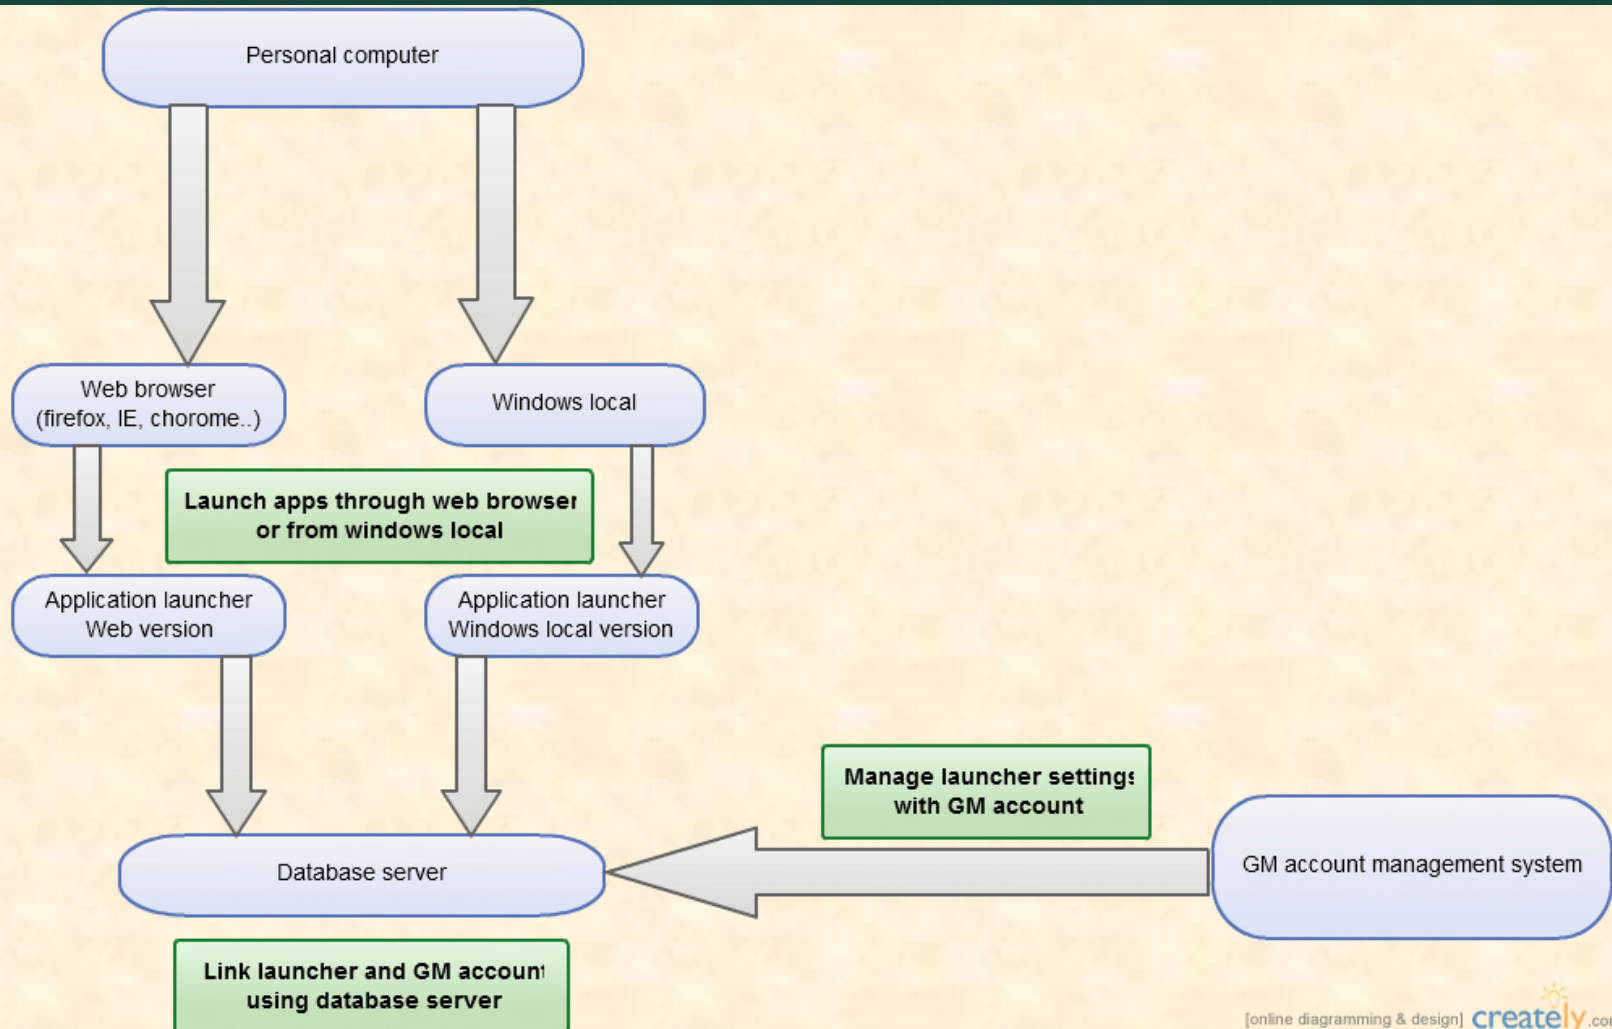 Personal computer
Web browser
(firefox, IE, chorome..)
Windows local
Launch apps through web browser
or from windows local
Application launcher
Web version
Application launcher
Windows local version
Manage launcher settings
with GM account
Database server
GM account management system
Link launcher and GM account
using database server
[online diagramming & design] creately.com